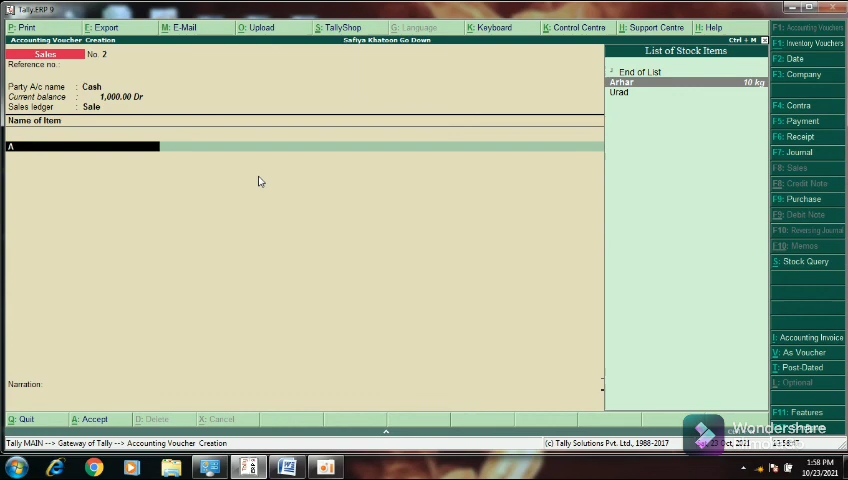 Tally.ERP 9
P: Print E: Export M: E-Mail O: Upload S: TallyShop G: Language K: Keyboard K: Control Centre H: Support Centre H: Help
F1: Accounting Vouchers
Accounting Voucher Creation Safiya Khatoon Go Down Ctrl + M
Sales No. 2
Reference no.:
Party A/c name : Cash
Current balance : 1,000.00 Dr
Sales ledger : Sale
Name of Item
A
Narration:
List of Stock Items
End of List
Arhar 10 kg
Urad
F1: Inventory Vouchers
F2: Date
F3: Company
F4: Contra
F5: Payment
F6: Receipt
F7: Journal
F8: Sales
F8: Credit Note
F9: Purchase
F9: Debit Note
F10: Reversing Journal
F10: Memos
S: Stock Query
I: Accounting Invoice
V: As Voucher
T: Post-Dated
L: Optional
F11: Features
Q: Quit A: Accept D: Delete X: Cancel
Wondershare
Tally MAIN --> Gateway of Tally --> Accounting Voucher Creation (c) Tally Solutions Pvt. Ltd., 1988-2017 23 Oct, 2021
1:58 PM
10/23/2021